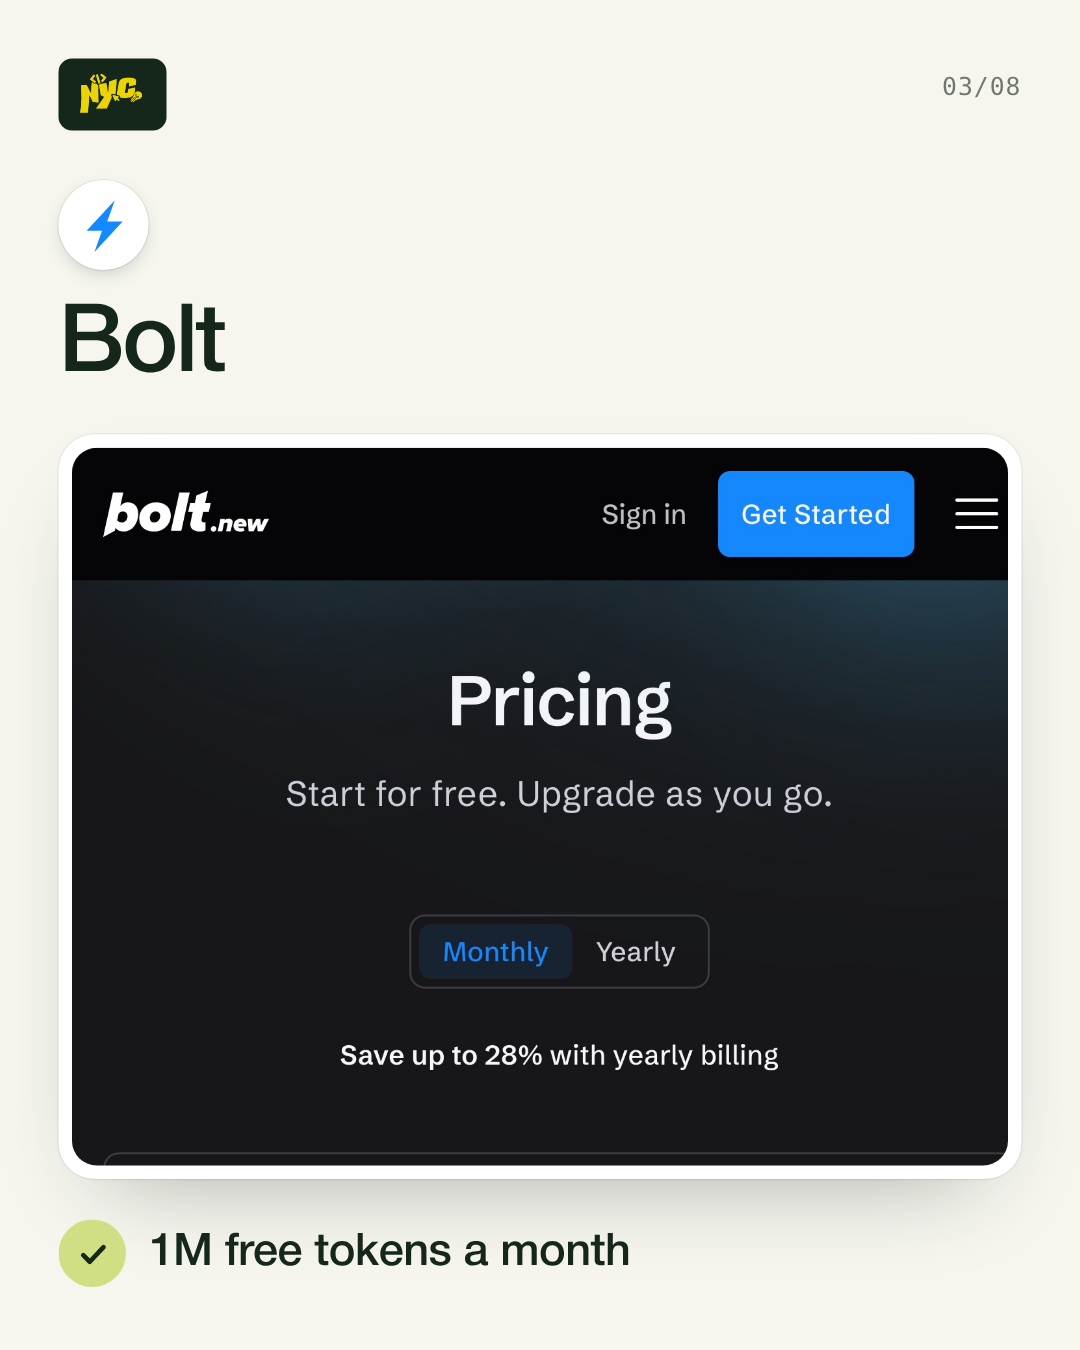 NYC
03/08
Bolt
bolt.new
Sign in
Get Started
Pricing
Start for free. Upgrade as you go.
Monthly
Yearly
Save up to 28% with yearly billing
1M free tokens a month